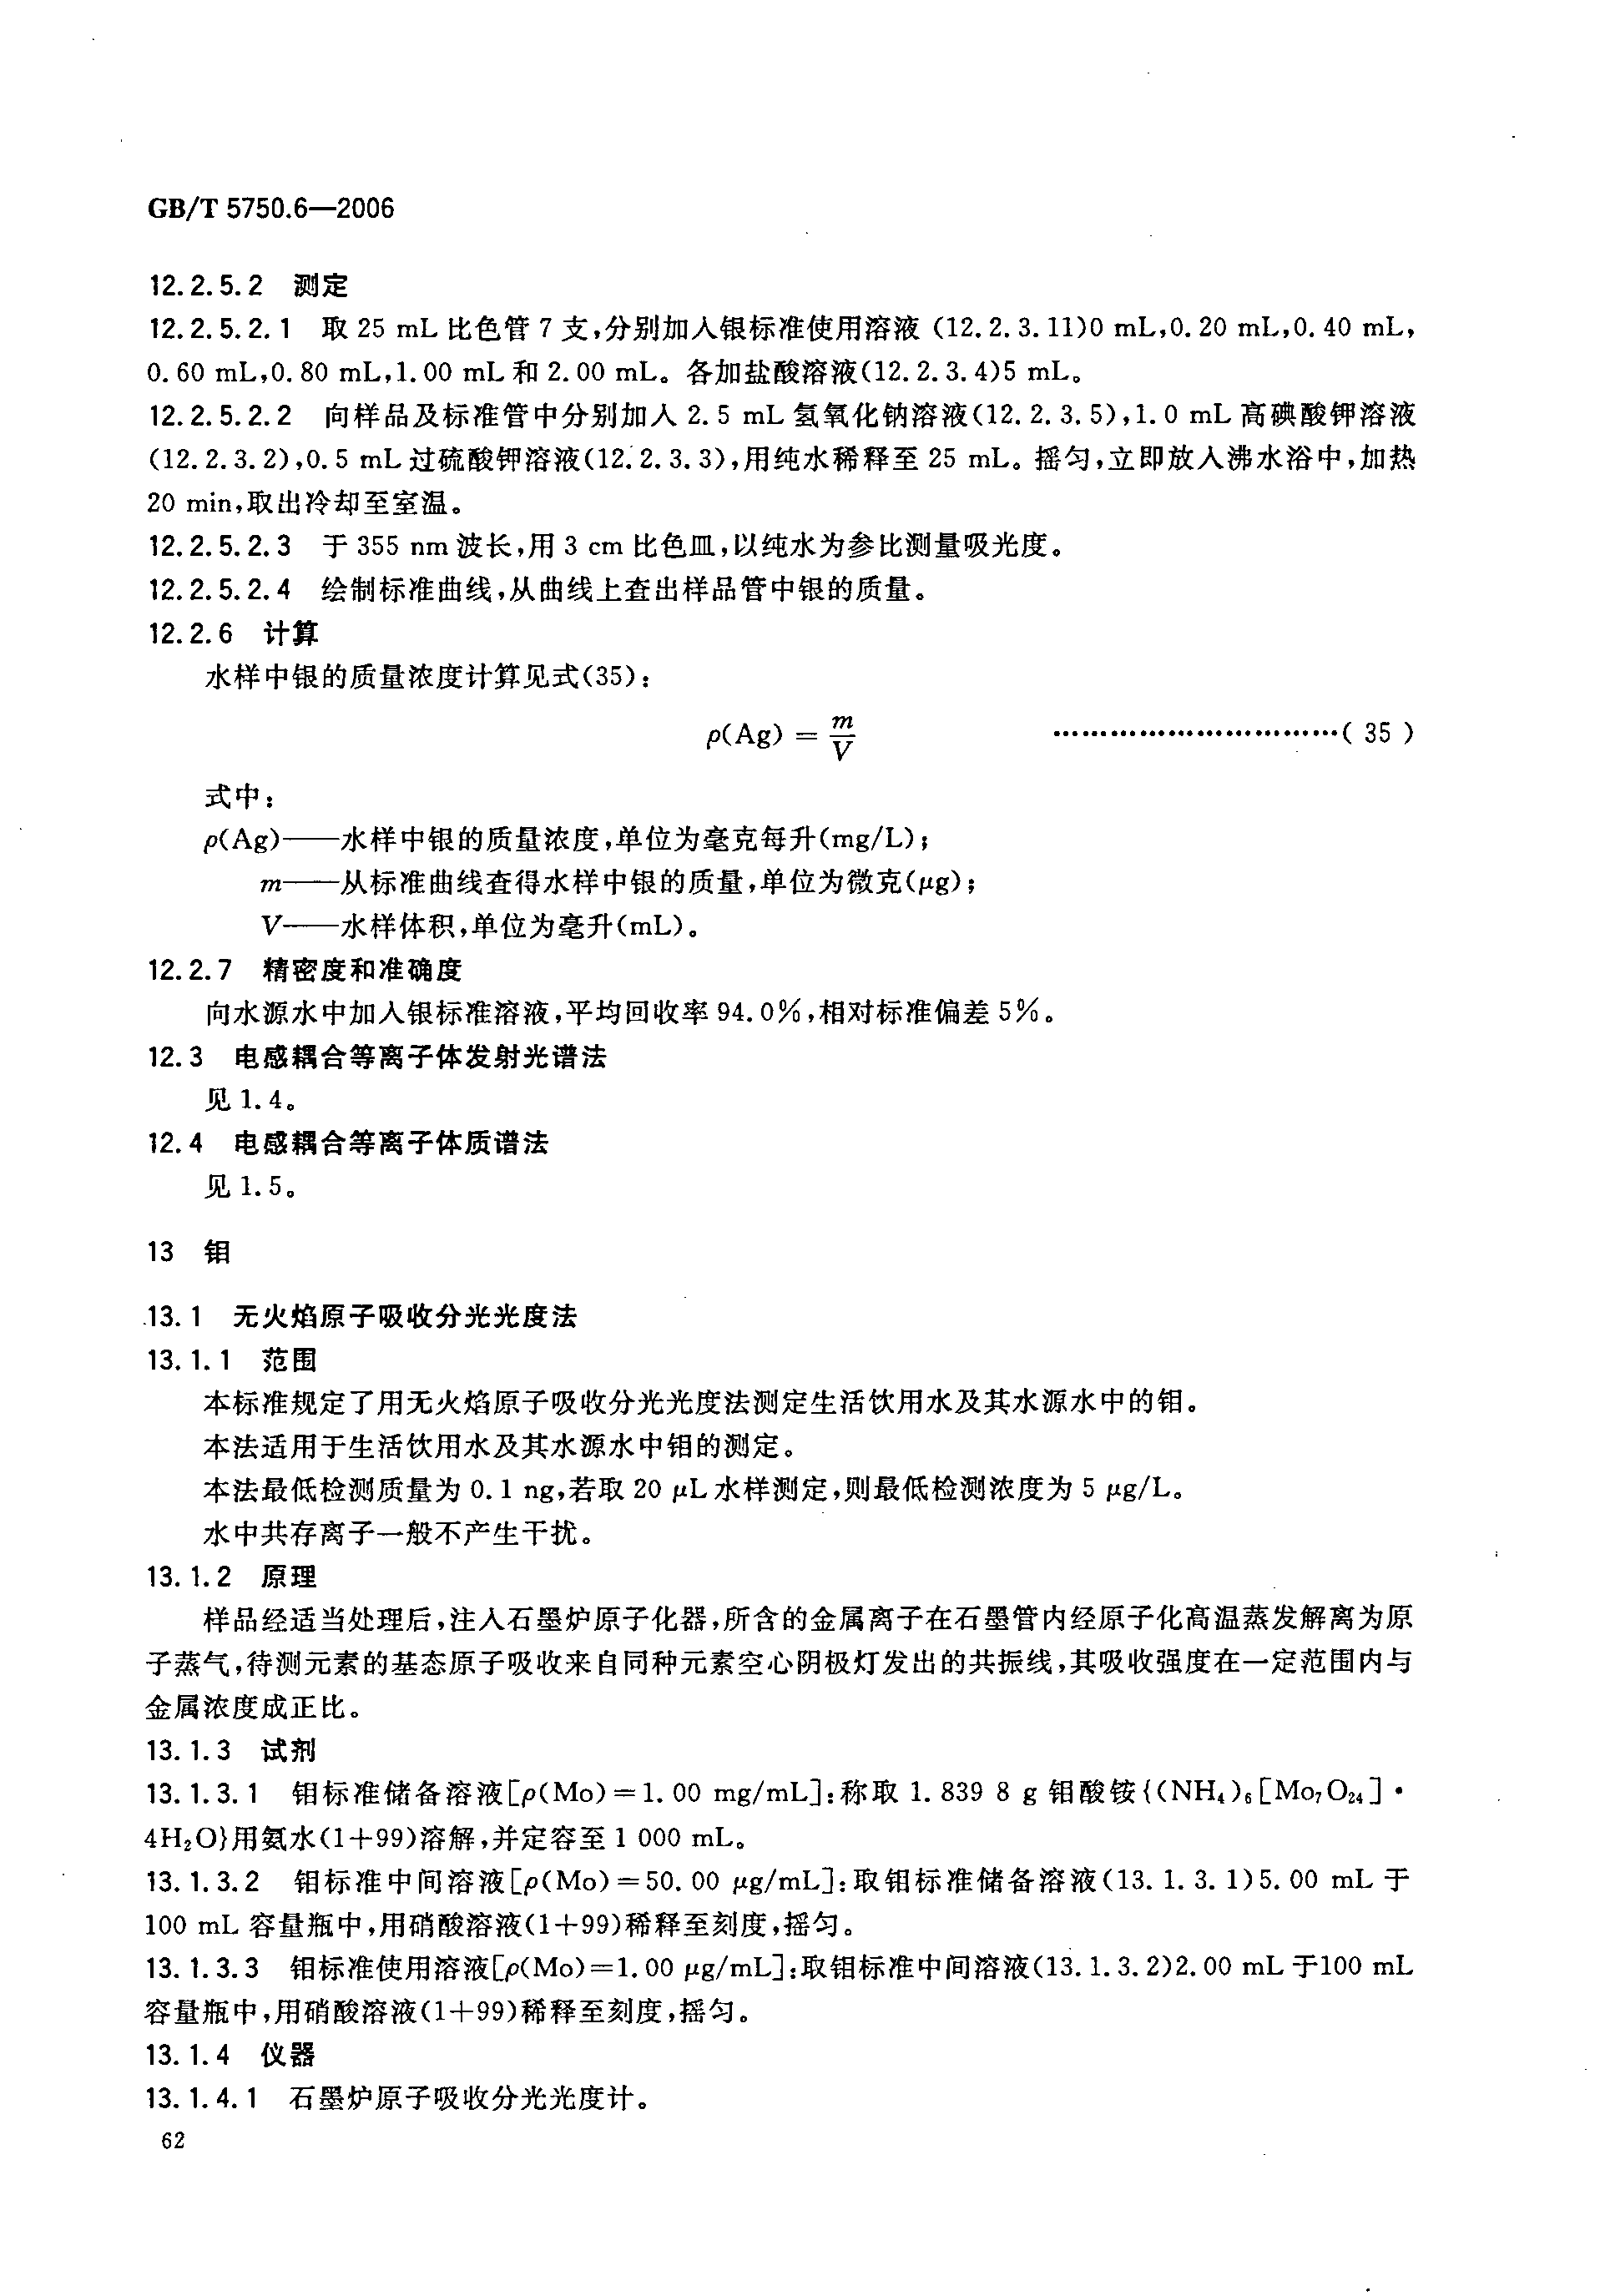 GB/T 5750.6—2006
12.2.5.2 测定
12.2.5.2.1 取 25 mL 比色管 7 支,分别加入银标准使用溶液 (12.2.3.11)0 mL,0.20 mL,0.40 mL,
0.60 mL,0.80 mL,1.00 mL 和 2.00 mL。各加盐酸溶液(12.2.3.4)5 mL。
12.2.5.2.2 向样品及标准管中分别加入 2.5 mL 氢氧化钠溶液(12.2.3.5),1.0 mL 高碘酸钾溶液
(12.2.3.2),0.5 mL 过硫酸钾溶液(12.2.3.3),用纯水稀释至 25 mL。摇匀,立即放入沸水浴中,加热
20 min,取出冷却至室温。
12.2.5.2.3 于 355 nm 波长,用 3 cm 比色皿,以纯水为参比测量吸光度。
12.2.5.2.4 绘制标准曲线,从曲线上查出样品管中银的质量。
12.2.6 计算
水样中银的质量浓度计算见式(35):
ρ(Ag) = m/V ……………………………( 35 )
式中:
ρ(Ag)——水样中银的质量浓度,单位为毫克每升(mg/L);
m——从标准曲线查得水样中银的质量,单位为微克(μg);
V——水样体积,单位为毫升(mL)。
12.2.7 精密度和准确度
向水源水中加入银标准溶液,平均回收率 94.0%,相对标准偏差 5%。
12.3 电感耦合等离子体发射光谱法
见 1.4。
12.4 电感耦合等离子体质谱法
见 1.5。
13 钼
13.1 无火焰原子吸收分光光度法
13.1.1 范围
本标准规定了用无火焰原子吸收分光光度法测定生活饮用水及其水源水中的钼。
本法适用于生活饮用水及其水源水中钼的测定。
本法最低检测质量为 0.1 ng,若取 20 μL 水样测定,则最低检测浓度为 5 μg/L。
水中共存离子一般不产生干扰。
13.1.2 原理
样品经适当处理后,注入石墨炉原子化器,所含的金属离子在石墨管内经原子化高温蒸发解离为原
子蒸气,待测元素的基态原子吸收来自同种元素空心阴极灯发出的共振线,其吸收强度在一定范围内与
金属浓度成正比。
13.1.3 试剂
13.1.3.1 钼标准储备溶液[ρ(Mo)=1.00 mg/mL]:称取 1.839 8 g 钼酸铵{(NH₄)₆[Mo₇O₂₄]·
4H₂O}用氨水(1+99)溶解,并定容至 1 000 mL。
13.1.3.2 钼标准中间溶液[ρ(Mo)=50.00 μg/mL]:取钼标准储备溶液(13.1.3.1)5.00 mL 于
100 mL 容量瓶中,用硝酸溶液(1+99)稀释至刻度,摇匀。
13.1.3.3 钼标准使用溶液[ρ(Mo)=1.00 μg/mL]:取钼标准中间溶液(13.1.3.2)2.00 mL 于100 mL
容量瓶中,用硝酸溶液(1+99)稀释至刻度,摇匀。
13.1.4 仪器
13.1.4.1 石墨炉原子吸收分光光度计。
62